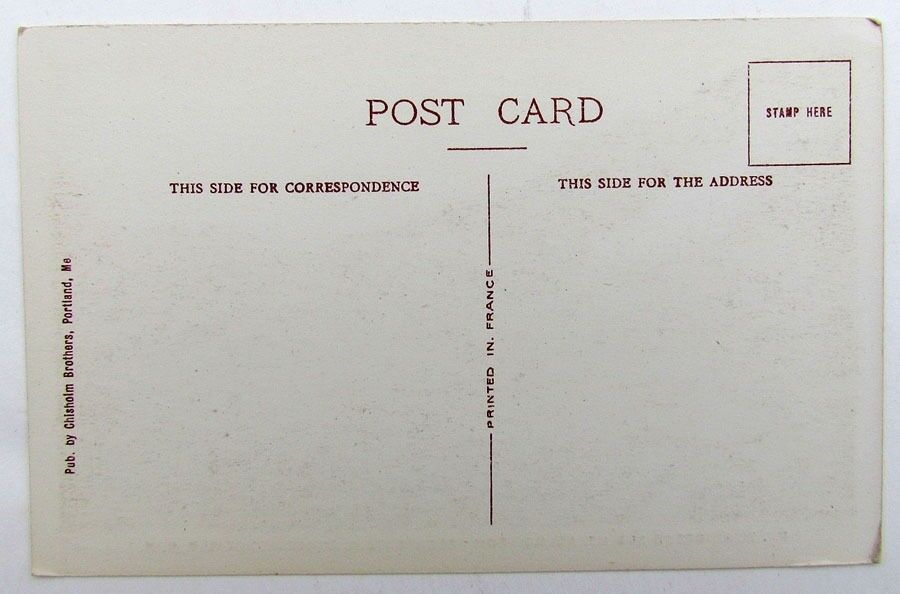 POST CARD
STAMP HERE
THIS SIDE FOR CORRESPONDENCE
THIS SIDE FOR THE ADDRESS
Pub. by Chisholm Brothers, Portland, Me
PRINTED IN. FRANCE